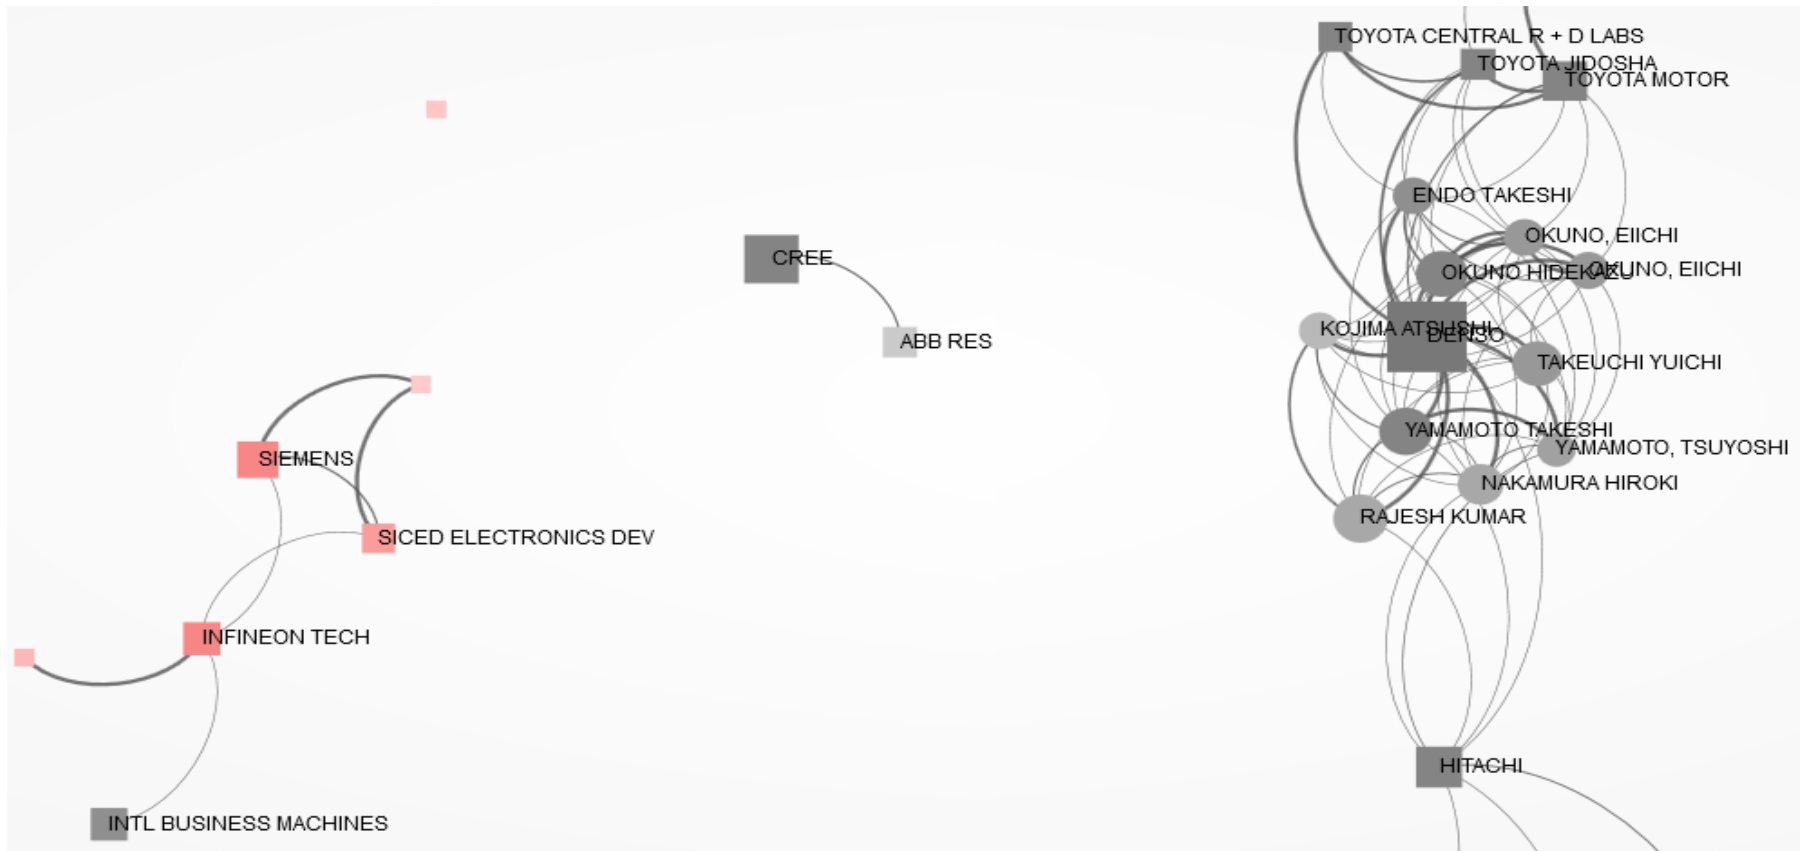 TOYOTA CENTRAL R + D LABS
TOYOTA JIDOSHA
TOYOTA MOTOR
ENDO TAKESHI
OKUNO, EIICHI
CREE
OKUNO HIDEKAZU
OKUNO, EIICHI
KOJIMA ATSUSHI
DENSO
ABB RES
TAKEUCHI YUICHI
YAMAMOTO TAKESHI
YAMAMOTO, TSUYOSHI
SIEMENS
NAKAMURA HIROKI
RAJESH KUMAR
SICED ELECTRONICS DEV
INFINEON TECH
HITACHI
INTL BUSINESS MACHINES